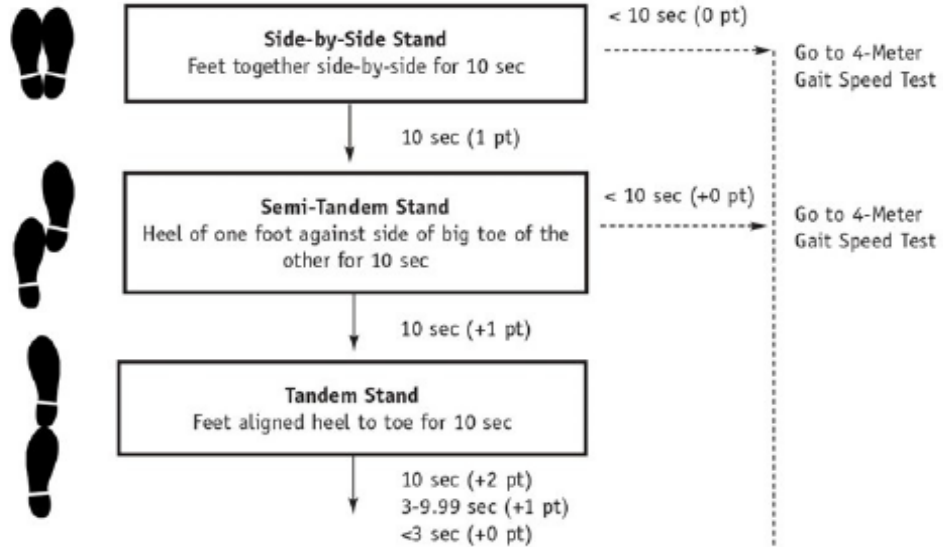 < 10 sec (0 pt)
Side-by-Side Stand
Feet together side-by-side for 10 sec
Go to 4-Meter
Gait Speed Test
10 sec (1 pt)
Semi-Tandem Stand
Heel of one foot against side of big toe of the
other for 10 sec
< 10 sec (+0 pt)
Go to 4-Meter
Gait Speed Test
10 sec (+1 pt)
Tandem Stand
Feet aligned heel to toe for 10 sec
10 sec (+2 pt)
3-9.99 sec (+1 pt)
<3 sec (+0 pt)